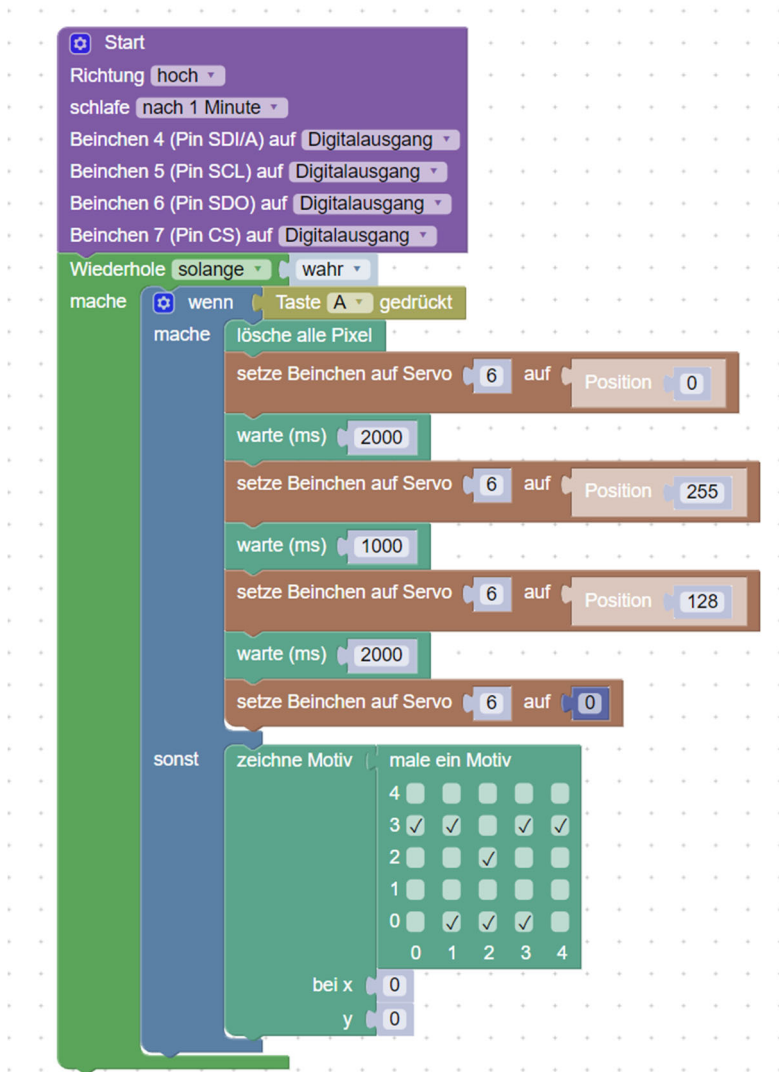 Start
Richtung hoch
schlafe nach 1 Minute
Beinchen 4 (Pin SDI/A) auf Digitalausgang
Beinchen 5 (Pin SCL) auf Digitalausgang
Beinchen 6 (Pin SDO) auf Digitalausgang
Beinchen 7 (Pin CS) auf Digitalausgang
Wiederhole solange wahr
mache wenn Taste A gedrückt
mache lösche alle Pixel
setze Beinchen auf Servo 6 auf Position 0
warte (ms) 2000
setze Beinchen auf Servo 6 auf Position 255
warte (ms) 1000
setze Beinchen auf Servo 6 auf Position 128
warte (ms) 2000
setze Beinchen auf Servo 6 auf 0
sonst zeichne Motiv male ein Motiv
4
3 ✓ ✓ ✓ ✓
2 ✓
1
0 ✓ ✓ ✓
0 1 2 3 4
bei x 0
y 0